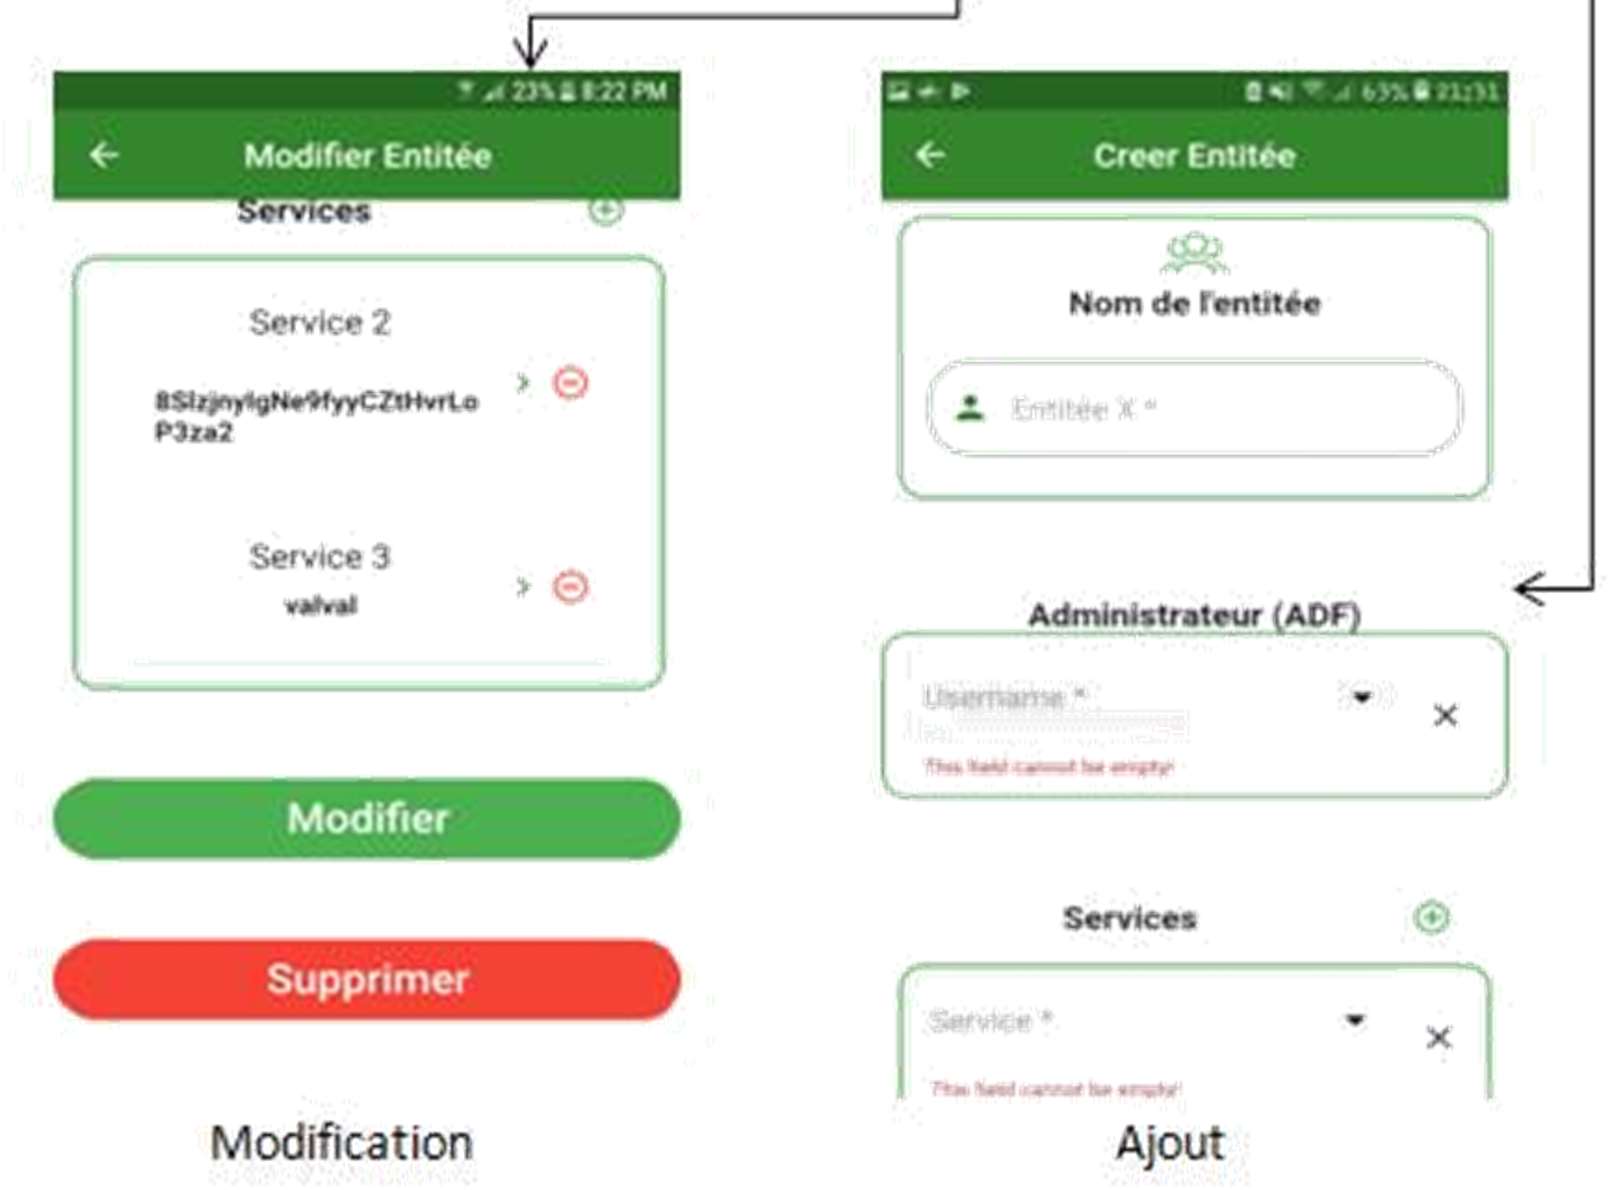 23% 8:22 PM
Modifier Entitée
Services
Service 2
8SlzjnylgNe9fyyCZtHvrLo
P3za2
Service 3
valval
Modifier
Supprimer
Modification
63% 21:31
Creer Entitée
Nom de l'entitée
Entitée X *
Administrateur (ADF)
Username *
This field cannot be empty!
Services
Service *
This field cannot be empty!
Ajout